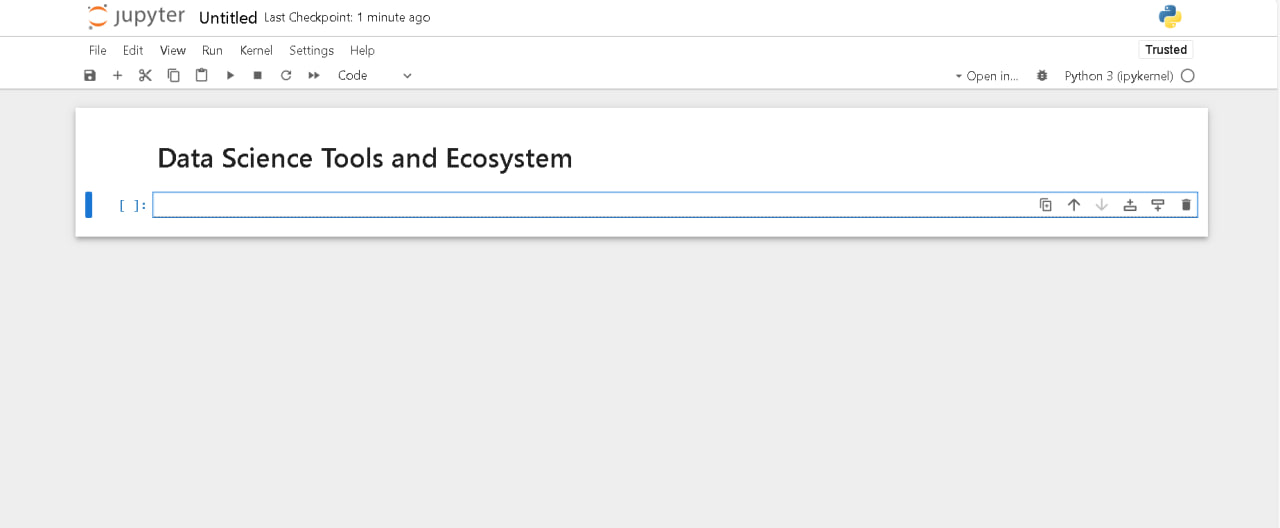 jupyter Untitled Last Checkpoint: 1 minute ago
File Edit View Run Kernel Settings Help Trusted
Code Open in... Python 3 (ipykernel)
Data Science Tools and Ecosystem
[ ]: